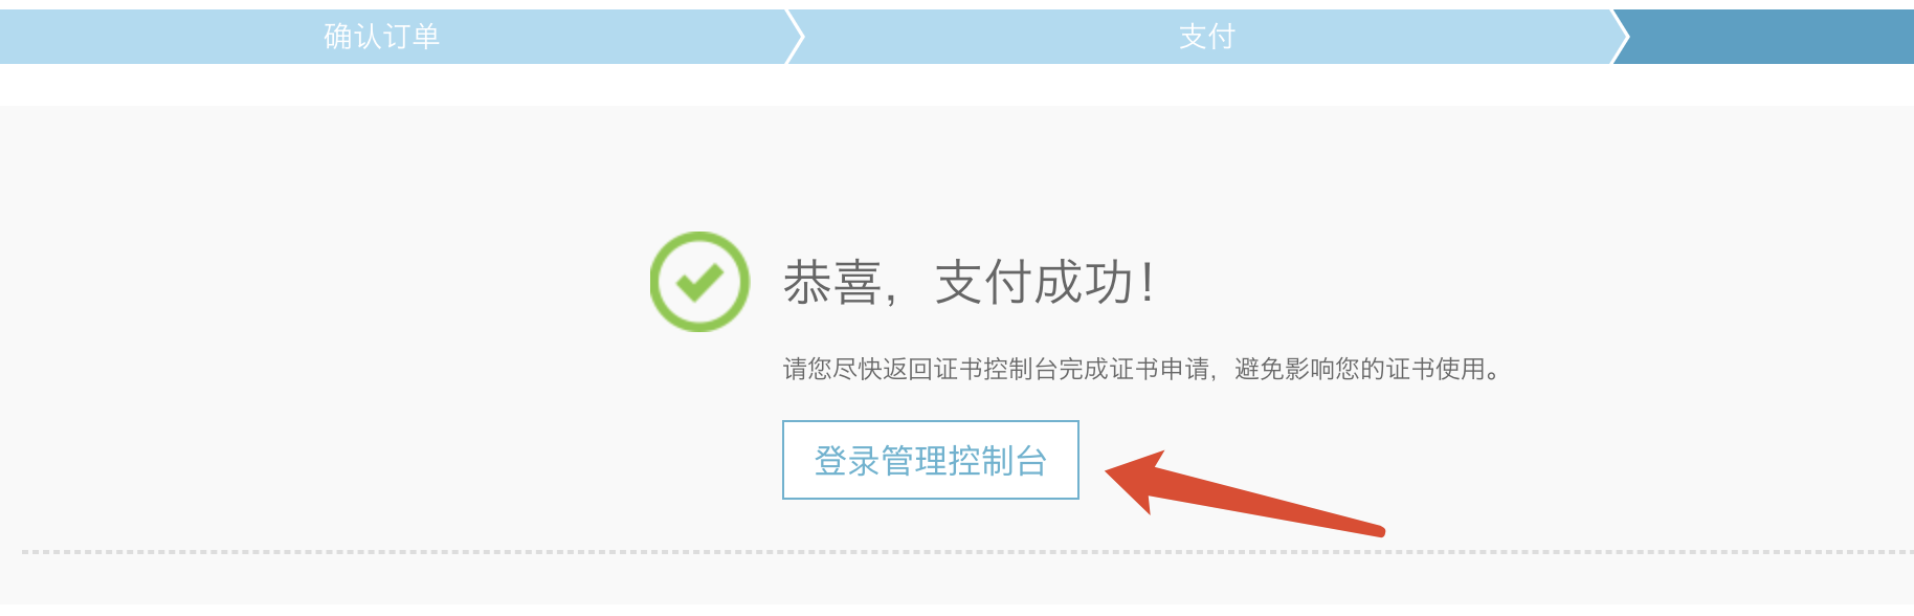 确认订单
支付
恭喜，支付成功！
请您尽快返回证书控制台完成证书申请，避免影响您的证书使用。
登录管理控制台